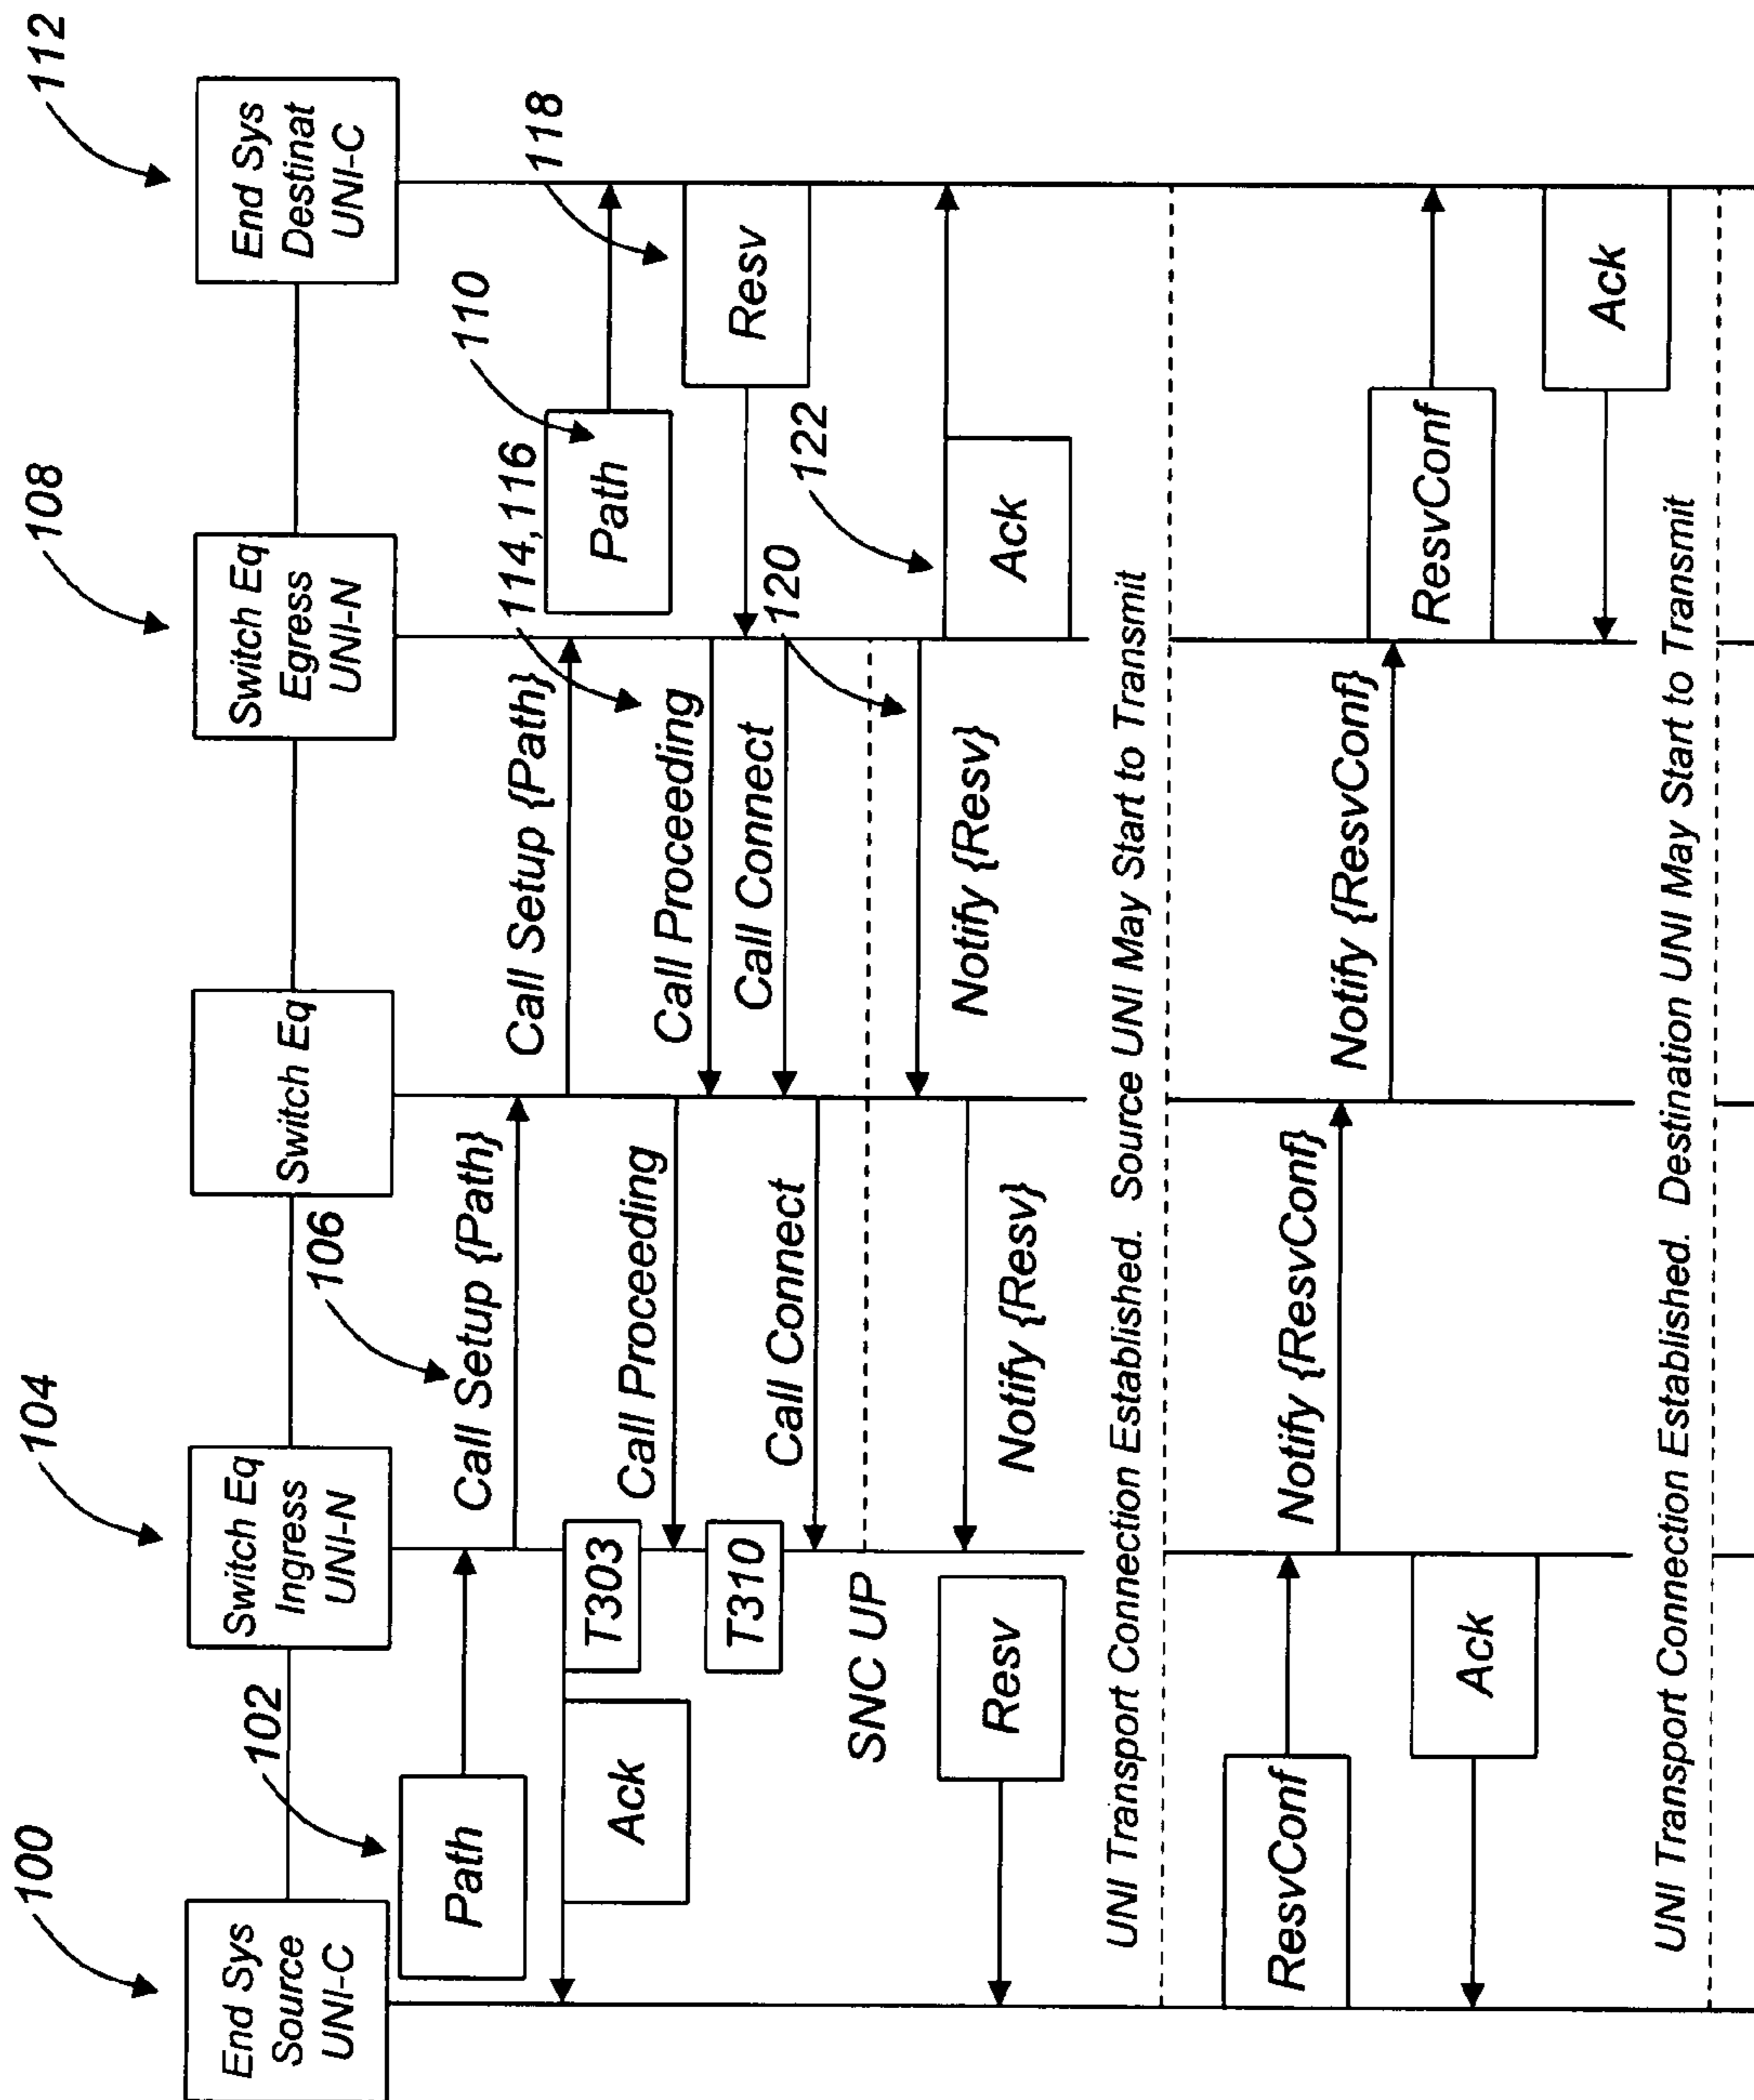 100
104
108
112
End Sys
Source
UNI-C
Switch Eq
Ingress
UNI-N
Switch Eq
Switch Eq
Egress
UNI-N
End Sys
Destinat
UNI-C
102
106
Path
Call Setup {Path}
Call Setup {Path}
114,116
110
118
Path
T303
Ack
Call Proceeding
Call Proceeding
Resv
T310
Call Connect
Call Connect
120
122
SNC UP
Notify {Resv}
Notify {Resv}
Resv
Ack
UNI Transport Connection Established. Source UNI May Start to Transmit
ResvConf
Notify {ResvConf}
Notify {ResvConf}
ResvConf
Ack
Ack
UNI Transport Connection Established. Destination UNI May Start to Transmit